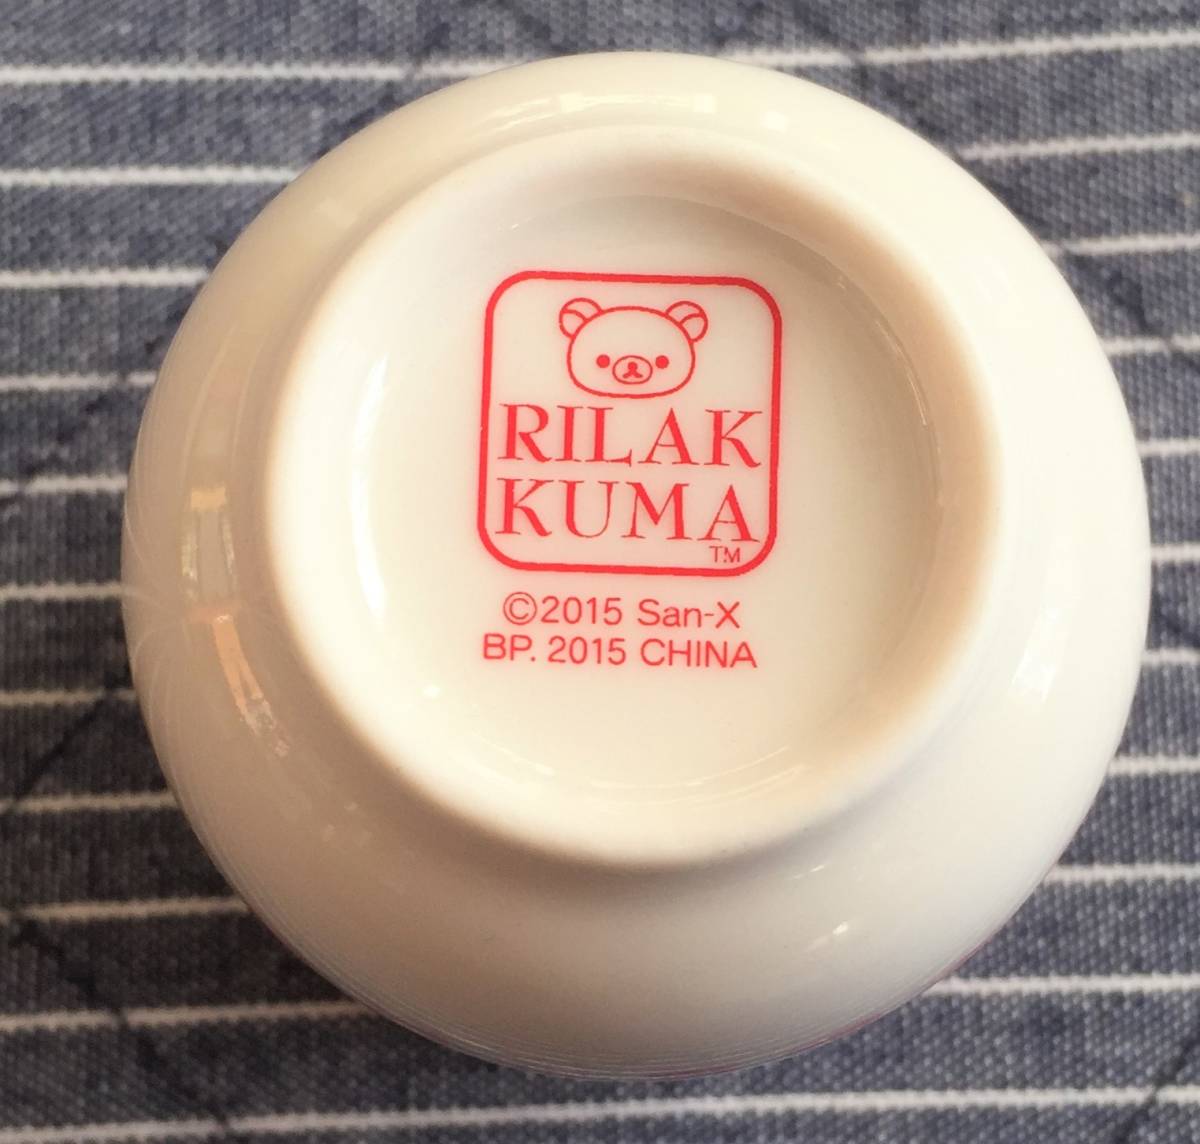 RILAK
KUMA
TM
©2015 San-X
BP. 2015 CHINA